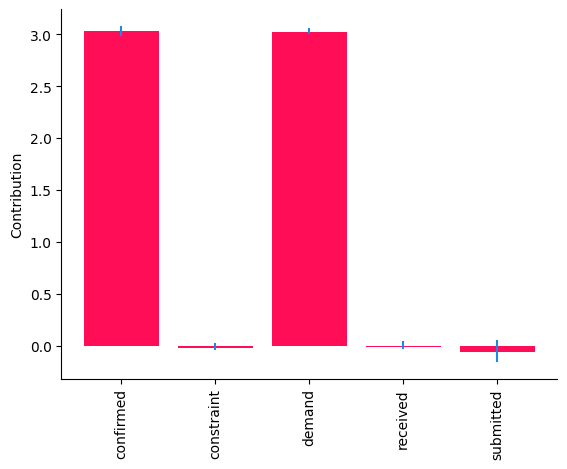 3.0
2.5
2.0
1.5
1.0
0.5
0.0
Contribution
confirmed
constraint
demand
received
submitted